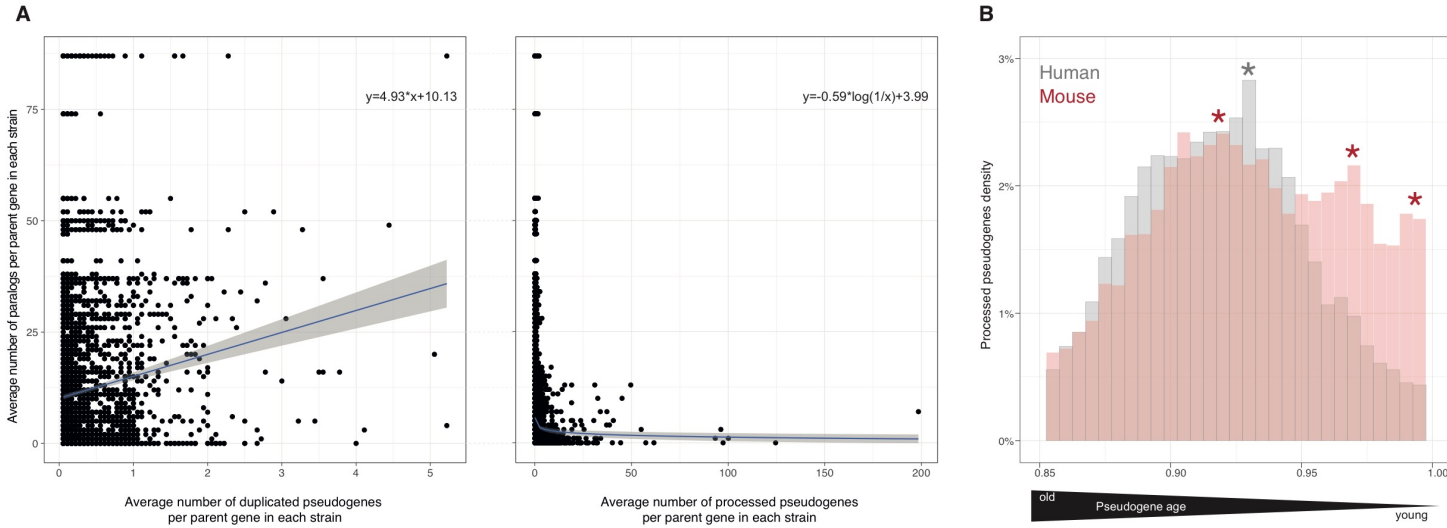 A
Average number of paralogs per parent gene in each strain
75
50
25
0
y=4.93*x+10.13
0 1 2 3 4 5
Average number of duplicated pseudogenes
per parent gene in each strain
y=-0.59*log(1/x)+3.99
0 50 100 150 200
Average number of processed pseudogenes
per parent gene in each strain
B
Processed pseudogenes density
3%
2%
1%
0%
Human
Mouse
*
*
*
*
0.85 0.90 0.95 1.00
old
Pseudogene age
young